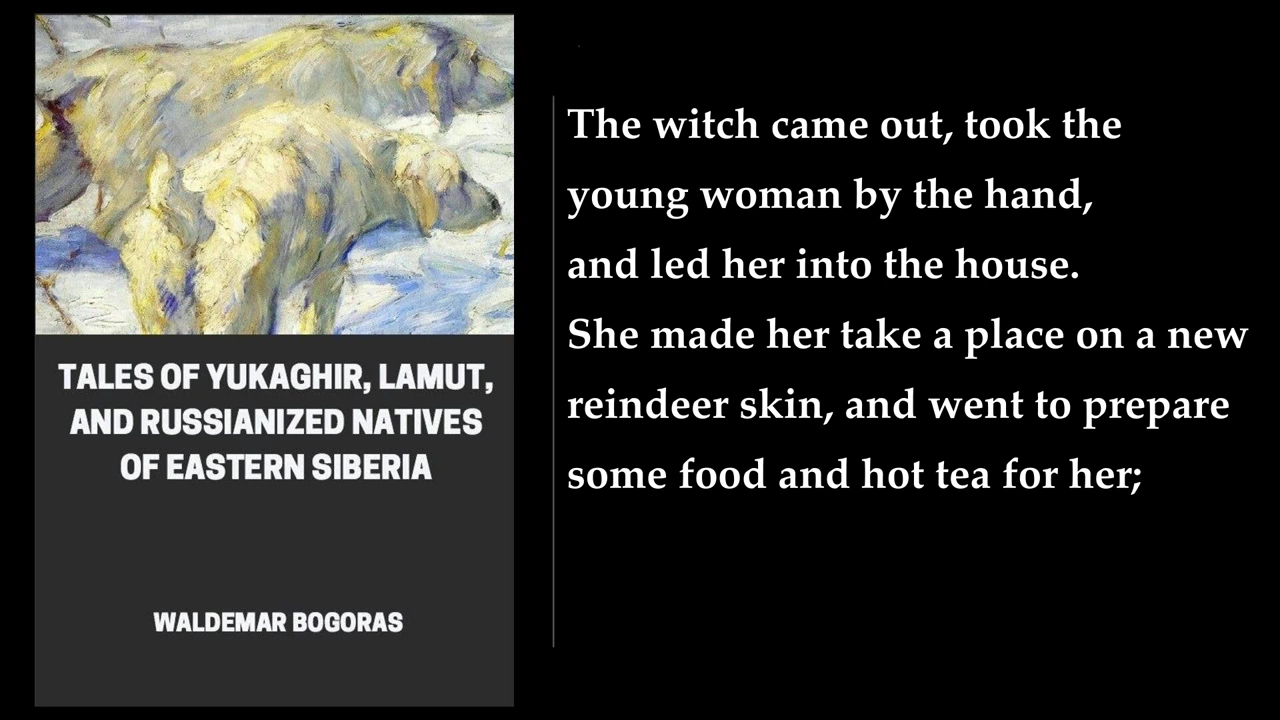 TALES OF YUKAGHIR, LAMUT,
AND RUSSIANIZED NATIVES
OF EASTERN SIBERIA
WALDEMAR BOGORAS
The witch came out, took the
young woman by the hand,
and led her into the house.
She made her take a place on a new
reindeer skin, and went to prepare
some food and hot tea for her;